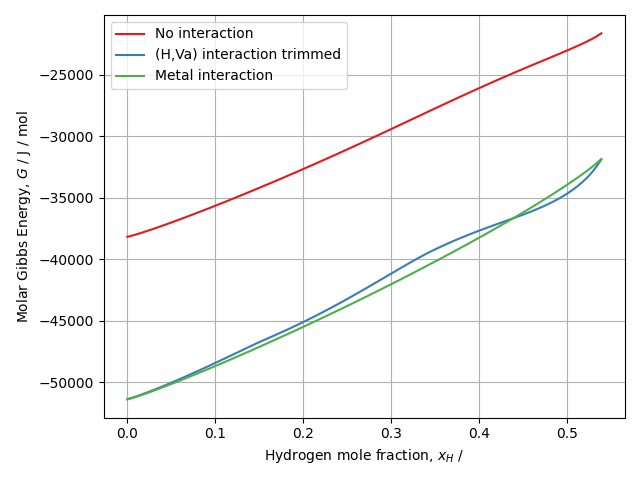 No interaction
(H,Va) interaction trimmed
Metal interaction
Molar Gibbs Energy, G / J / mol
−25000
−30000
−35000
−40000
−45000
−50000
0.0 0.1 0.2 0.3 0.4 0.5
Hydrogen mole fraction, x_H /